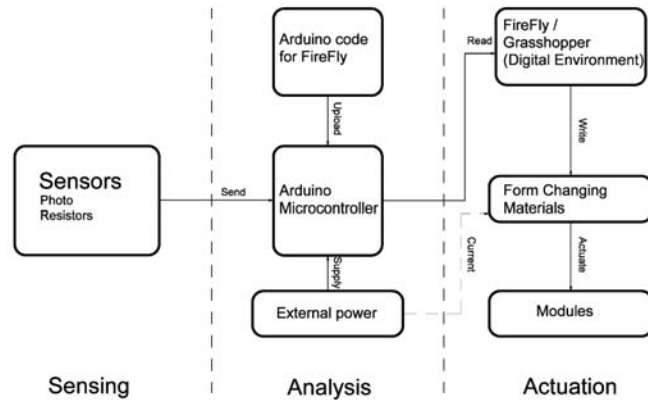 Arduino code
for FireFly
FireFly /
Grasshopper
(Digital Environment)
Read
Upload
Write
Sensors
Photo
Resistors
Send
Arduino
Microcontroller
Form Changing
Materials
Supply
Current
Actuate
External power
Modules
Sensing
Analysis
Actuation